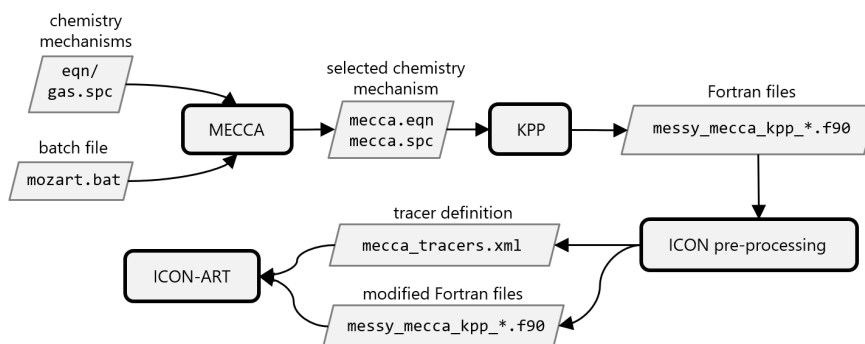 chemistry
mechanisms
eqn/
gas.spc
batch file
mozart.bat
MECCA
selected chemistry
mechanism
mecca.eqn
mecca.spc
KPP
Fortran files
messy_mecca_kpp_*.f90
ICON pre-processing
tracer definition
mecca_tracers.xml
modified Fortran files
messy_mecca_kpp_*.f90
ICON-ART